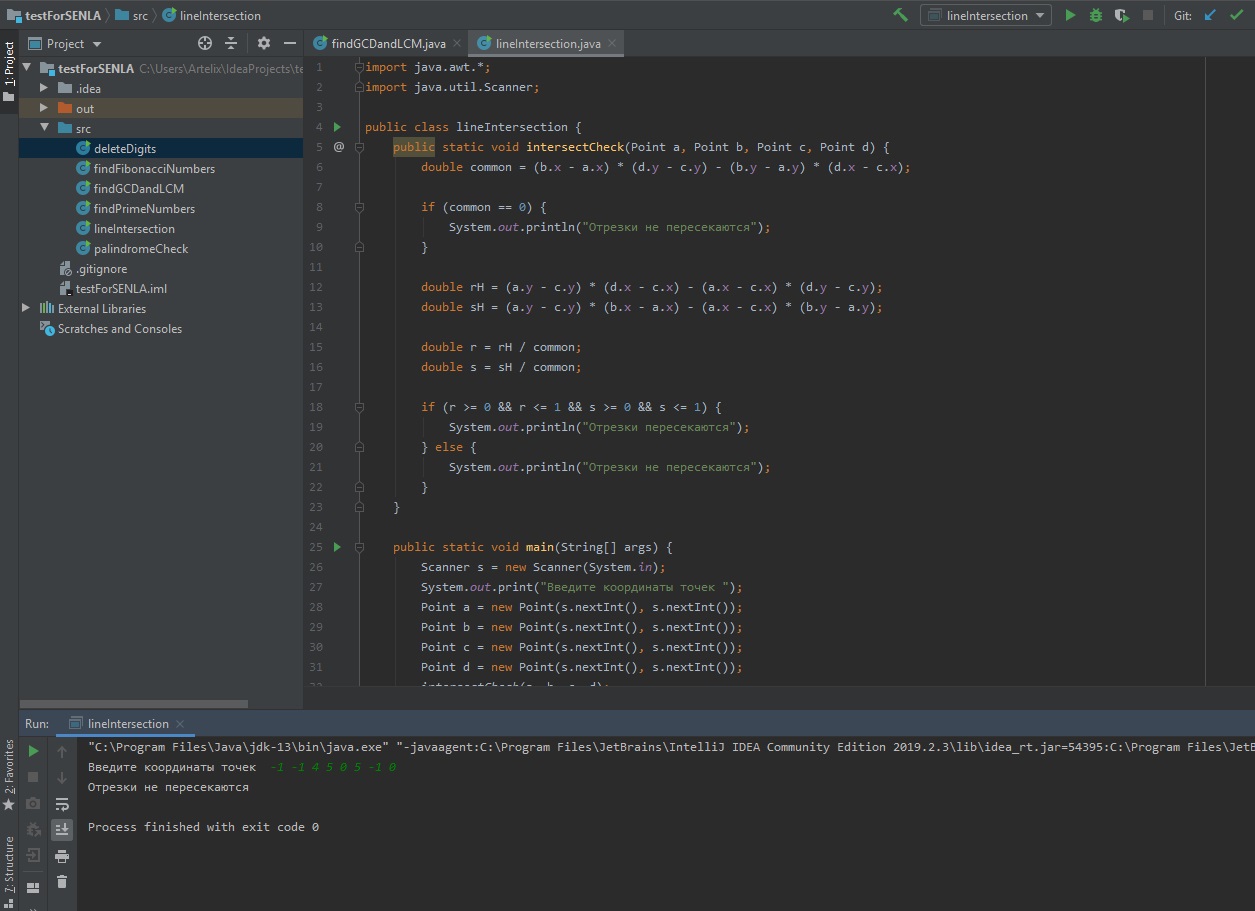 testForSENLA src lineIntersection lineIntersection Git:
1: Project
Project
testForSENLA C:\Users\Artelix\IdeaProjects\te
.idea
out
src
deleteDigits
findFibonacciNumbers
findGCDandLCM
findPrimeNumbers
lineIntersection
palindromeCheck
.gitignore
testForSENLA.iml
External Libraries
Scratches and Consoles
findGCDandLCM.java lineIntersection.java
1 import java.awt.*;
2 import java.util.Scanner;
3
4 public class lineIntersection {
5 @ public static void intersectCheck(Point a, Point b, Point c, Point d) {
6 double common = (b.x - a.x) * (d.y - c.y) - (b.y - a.y) * (d.x - c.x);
7
8 if (common == 0) {
9 System.out.println("Отрезки не пересекаются");
10 }
11
12 double rH = (a.y - c.y) * (d.x - c.x) - (a.x - c.x) * (d.y - c.y);
13 double sH = (a.y - c.y) * (b.x - a.x) - (a.x - c.x) * (b.y - a.y);
14
15 double r = rH / common;
16 double s = sH / common;
17
18 if (r >= 0 && r <= 1 && s >= 0 && s <= 1) {
19 System.out.println("Отрезки пересекаются");
20 } else {
21 System.out.println("Отрезки не пересекаются");
22 }
23 }
24
25 public static void main(String[] args) {
26 Scanner s = new Scanner(System.in);
27 System.out.print("Введите координаты точек ");
28 Point a = new Point(s.nextInt(), s.nextInt());
29 Point b = new Point(s.nextInt(), s.nextInt());
30 Point c = new Point(s.nextInt(), s.nextInt());
31 Point d = new Point(s.nextInt(), s.nextInt());
Run: lineIntersection
"C:\Program Files\Java\jdk-13\bin\java.exe" "-javaagent:C:\Program Files\JetBrains\IntelliJ IDEA Community Edition 2019.2.3\lib\idea_rt.jar=54395:C:\Program Files\JetB
Введите координаты точек -1 -1 4 5 0 5 -1 0
Отрезки не пересекаются
Process finished with exit code 0
2: Favorites
7: Structure